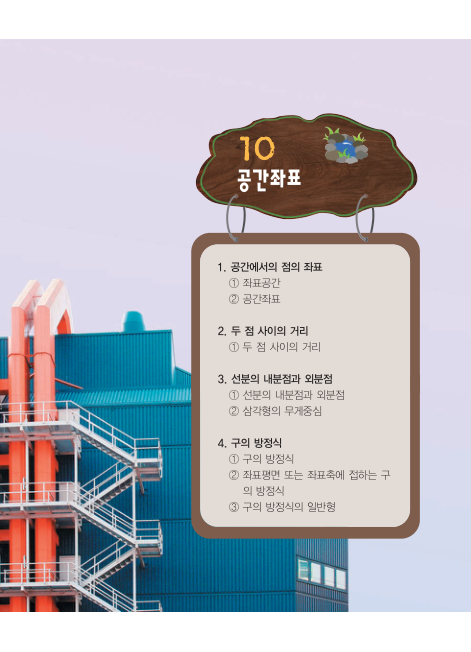 10
공간좌표
1. 공간에서의 점의 좌표
① 좌표공간
② 공간좌표
2. 두 점 사이의 거리
① 두 점 사이의 거리
3. 선분의 내분점과 외분점
① 선분의 내분점과 외분점
② 삼각형의 무게중심
4. 구의 방정식
① 구의 방정식
② 좌표평면 또는 좌표축에 접하는 구
의 방정식
③ 구의 방정식의 일반형